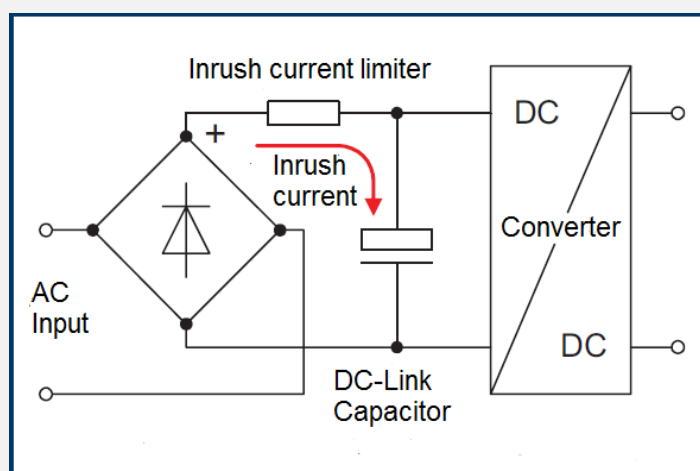 Inrush current limiter
DC
+
Inrush
current
Converter
AC
Input
DC
DC-Link
Capacitor